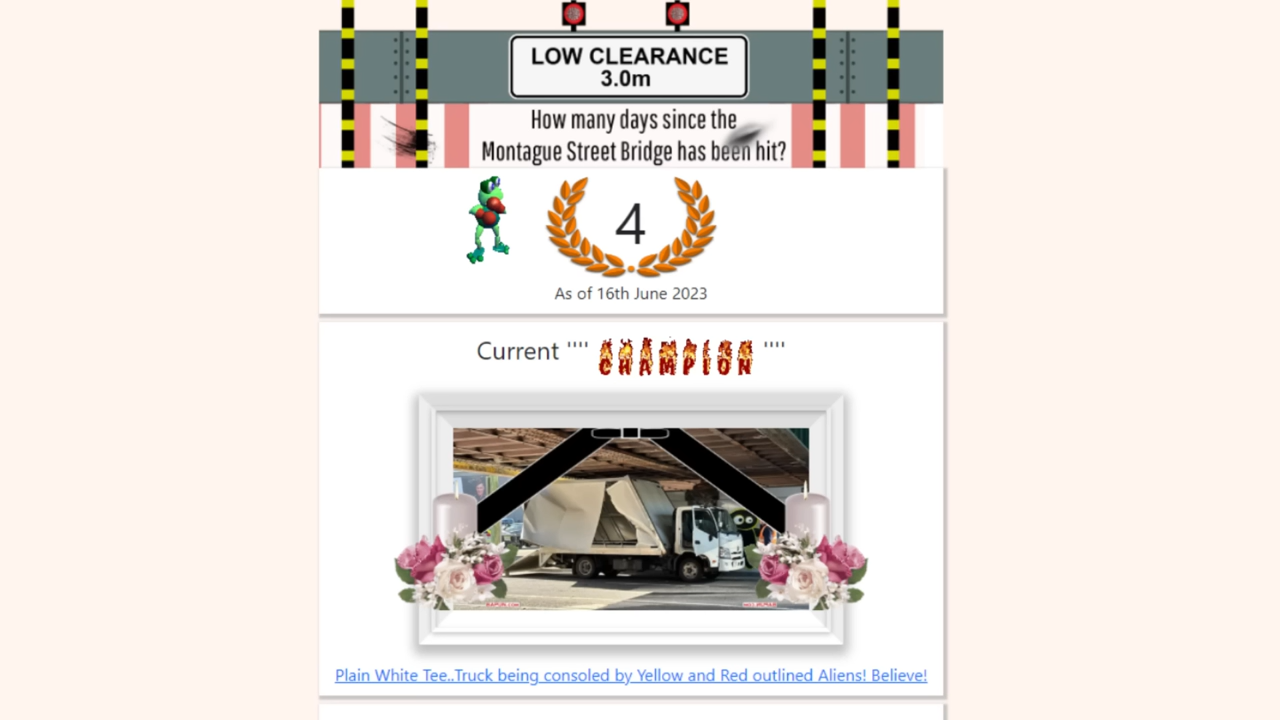 LOW CLEARANCE
3.0m
How many days since the
Montague Street Bridge has been hit?
4
As of 16th June 2023
Current '''' CHAMPION ''''
Plain White Tee..Truck being consoled by Yellow and Red outlined Aliens! Believe!